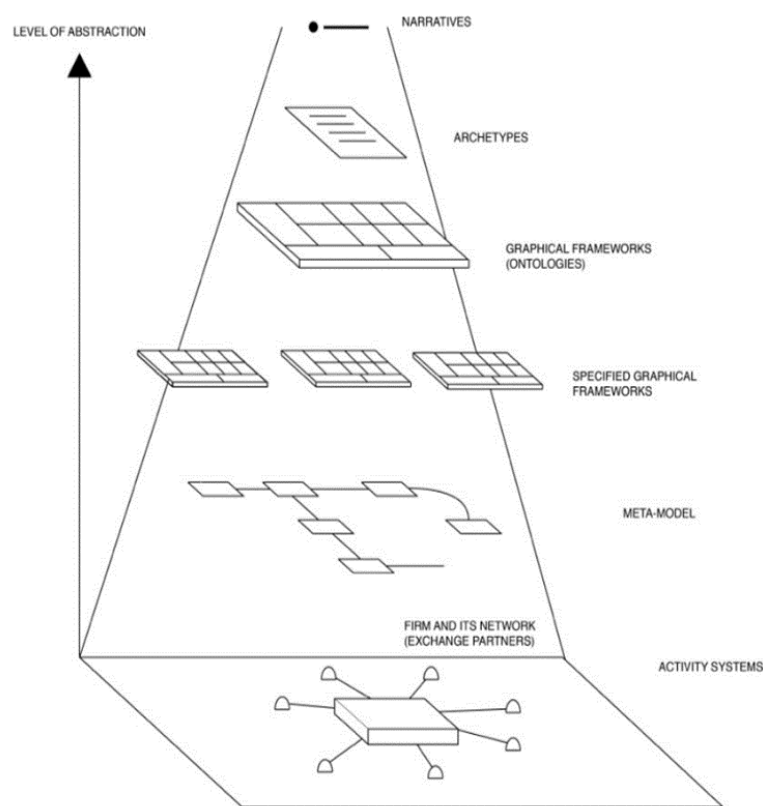 NARRATIVES
LEVEL OF ABSTRACTION
ARCHETYPES
GRAPHICAL FRAMEWORKS
(ONTOLOGIES)
SPECIFIED GRAPHICAL
FRAMEWORKS
META-MODEL
FIRM AND ITS NETWORK
(EXCHANGE PARTNERS)
ACTIVITY SYSTEMS